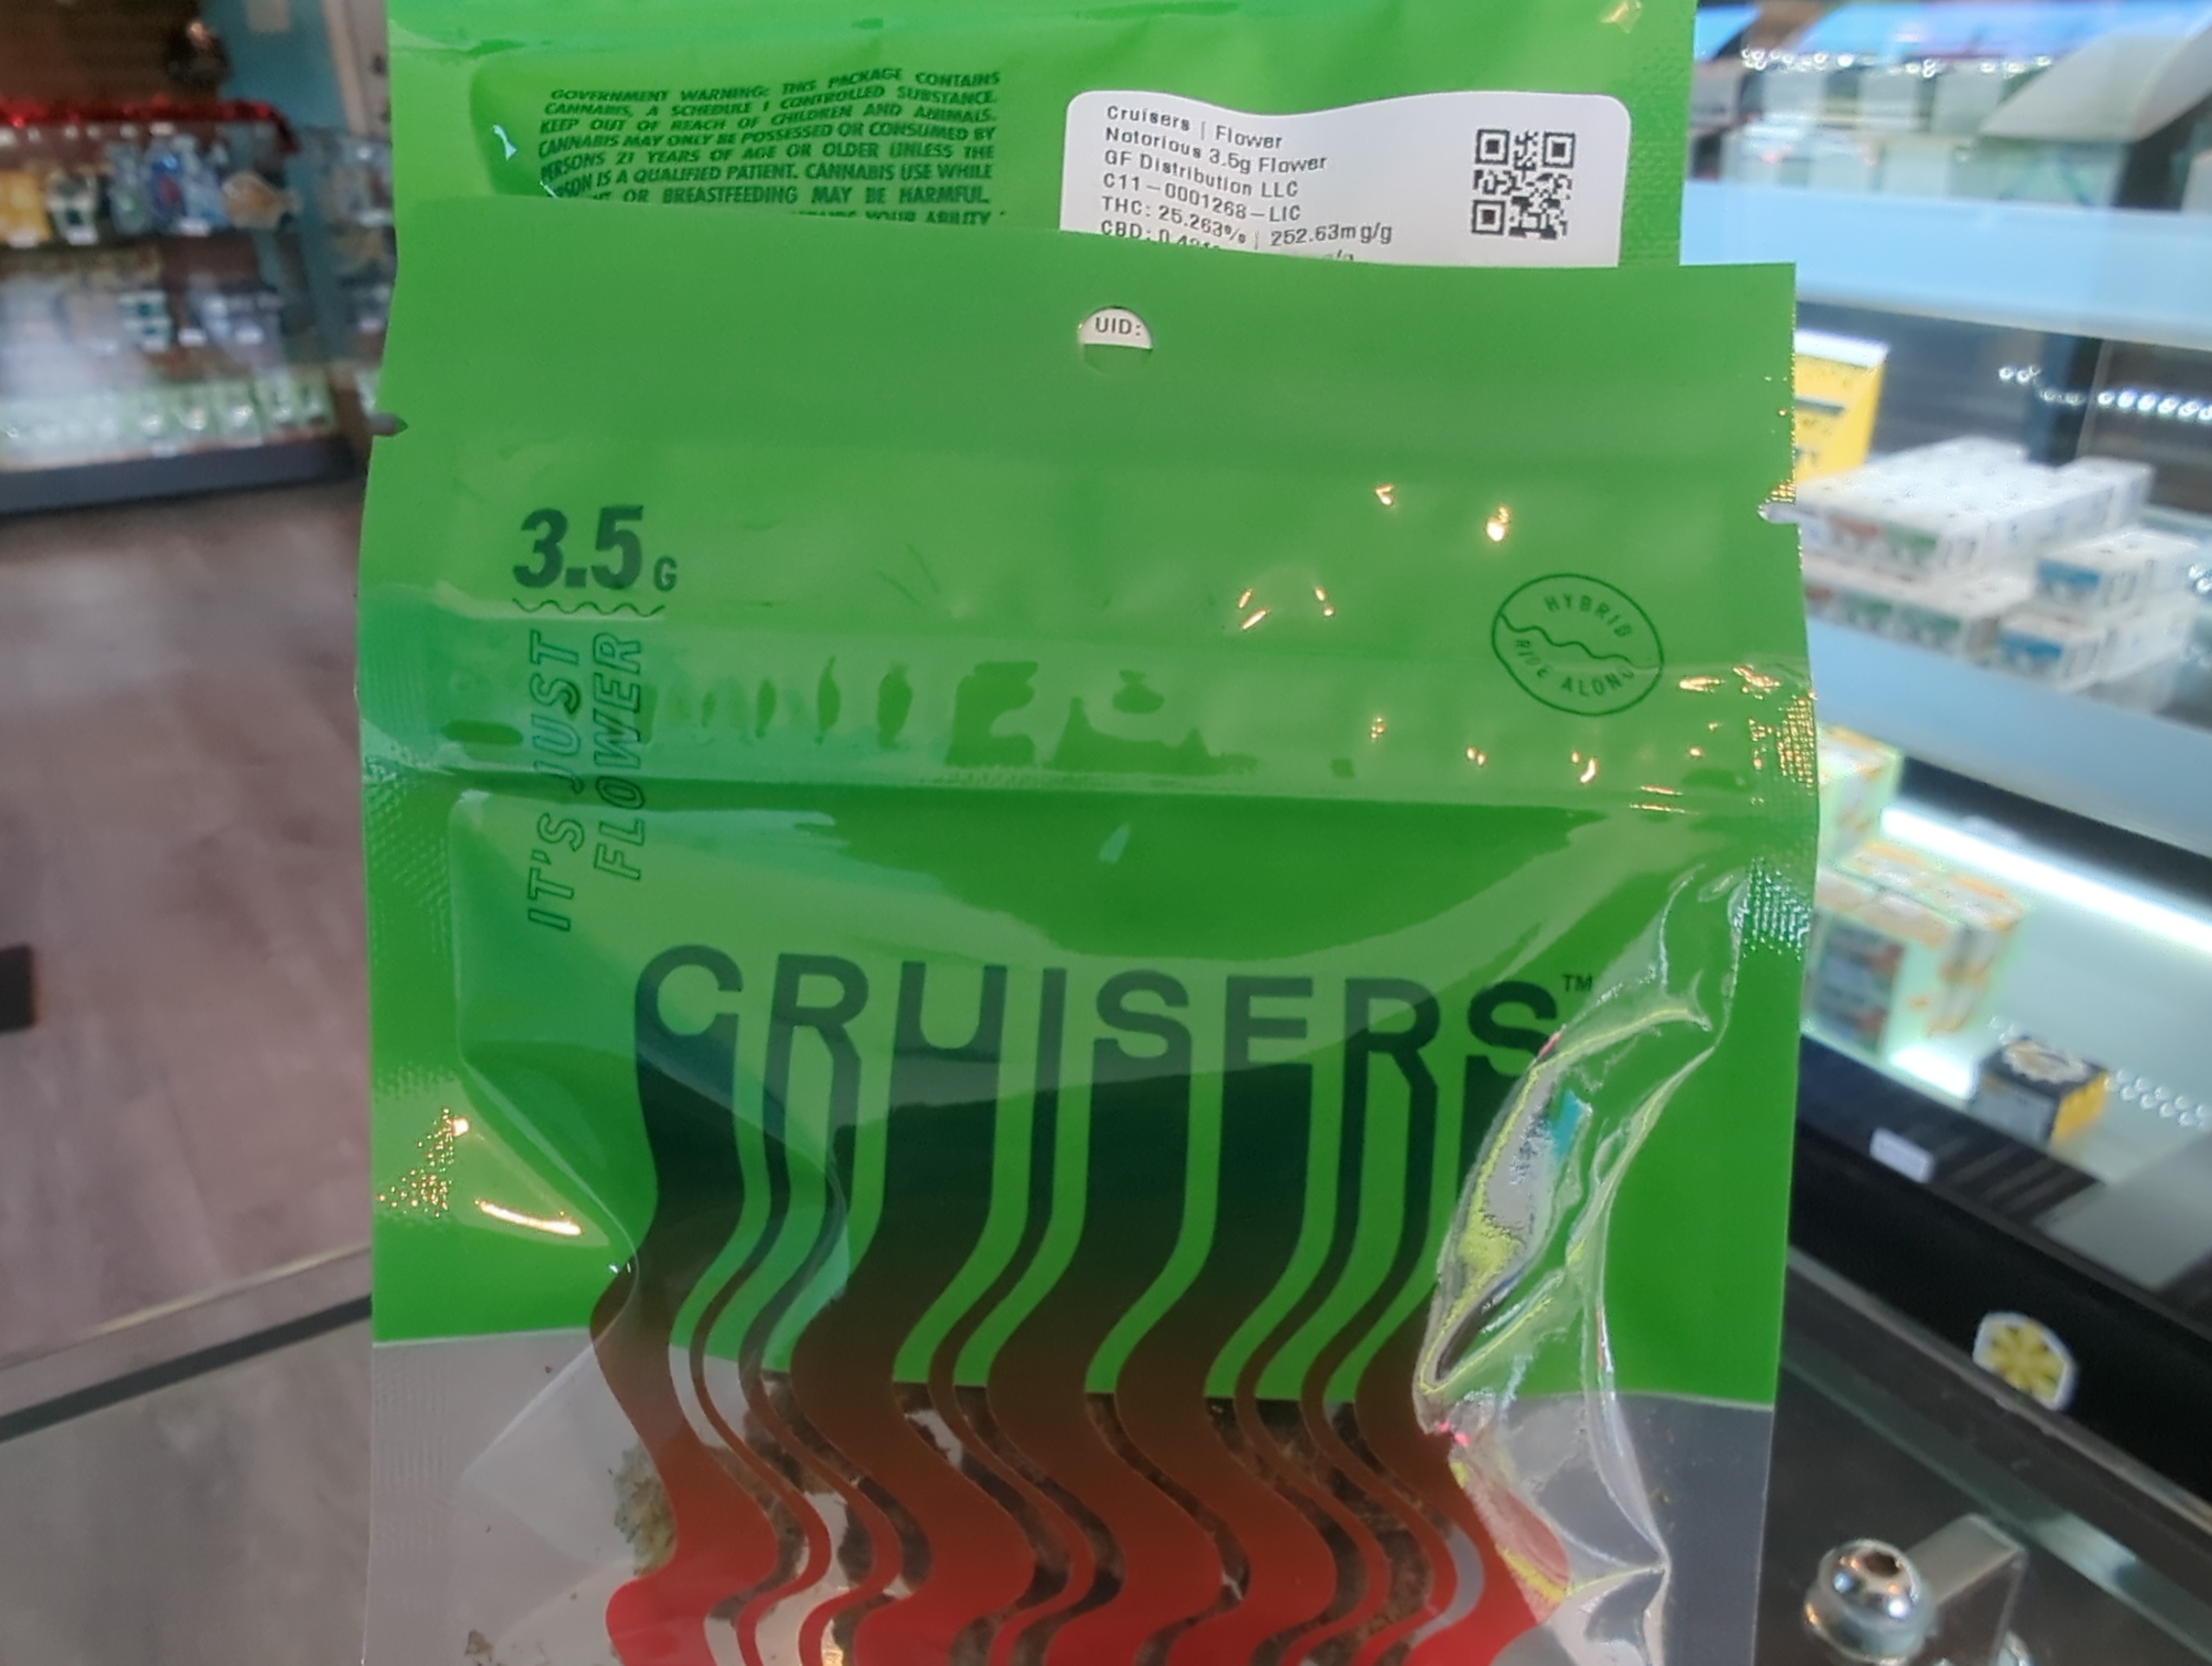 GOVERNMENT WARNING: THIS PACKAGE CONTAINS
CANNABIS, A SCHEDULE I CONTROLLED SUBSTANCE.
KEEP OUT OF REACH OF CHILDREN AND ANIMALS.
CANNABIS MAY ONLY BE POSSESSED OR CONSUMED BY
PERSONS 21 YEARS OF AGE OR OLDER UNLESS THE
IS A QUALIFIED PATIENT. CANNABIS USE WHILE
OR BREASTFEEDING MAY BE HARMFUL.
YOUR ABILITY
Cruisers | Flower
Notorious 3.5g Flower
GF Distribution LLC
C11-0001268-LIC
THC: 25.263% | 252.63mg/g
CBD:
UID:
3.5G
IT'S JUST
FLOWER
HYBRID
RIDE ALONG
CRUISERS™